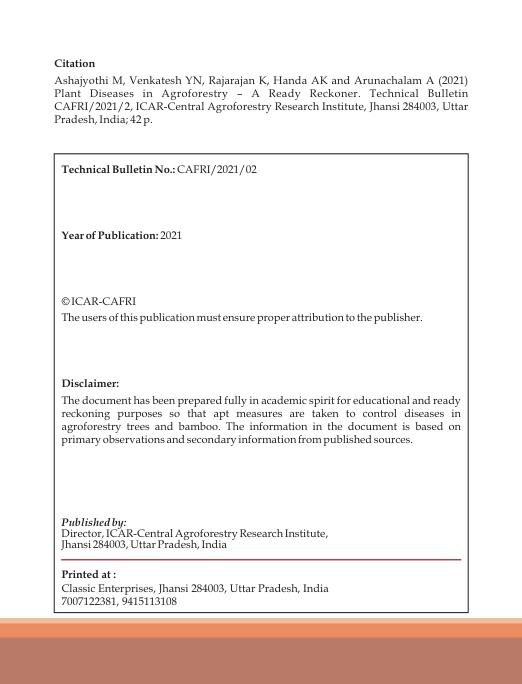 Citation
Ashajyothi M, Venkatesh YN, Rajarajan K, Handa AK and Arunachalam A (2021)
Plant Diseases in Agroforestry – A Ready Reckoner. Technical Bulletin
CAFRI/2021/2, ICAR-Central Agroforestry Research Institute, Jhansi 284003, Uttar
Pradesh, India; 42 p.
Technical Bulletin No.: CAFRI/2021/02
Year of Publication: 2021
© ICAR-CAFRI
The users of this publication must ensure proper attribution to the publisher.
Disclaimer:
The document has been prepared fully in academic spirit for educational and ready
reckoning purposes so that apt measures are taken to control diseases in
agroforestry trees and bamboo. The information in the document is based on
primary observations and secondary information from published sources.
Published by:
Director, ICAR-Central Agroforestry Research Institute,
Jhansi 284003, Uttar Pradesh, India
Printed at :
Classic Enterprises, Jhansi 284003, Uttar Pradesh, India
7007122381, 9415113108